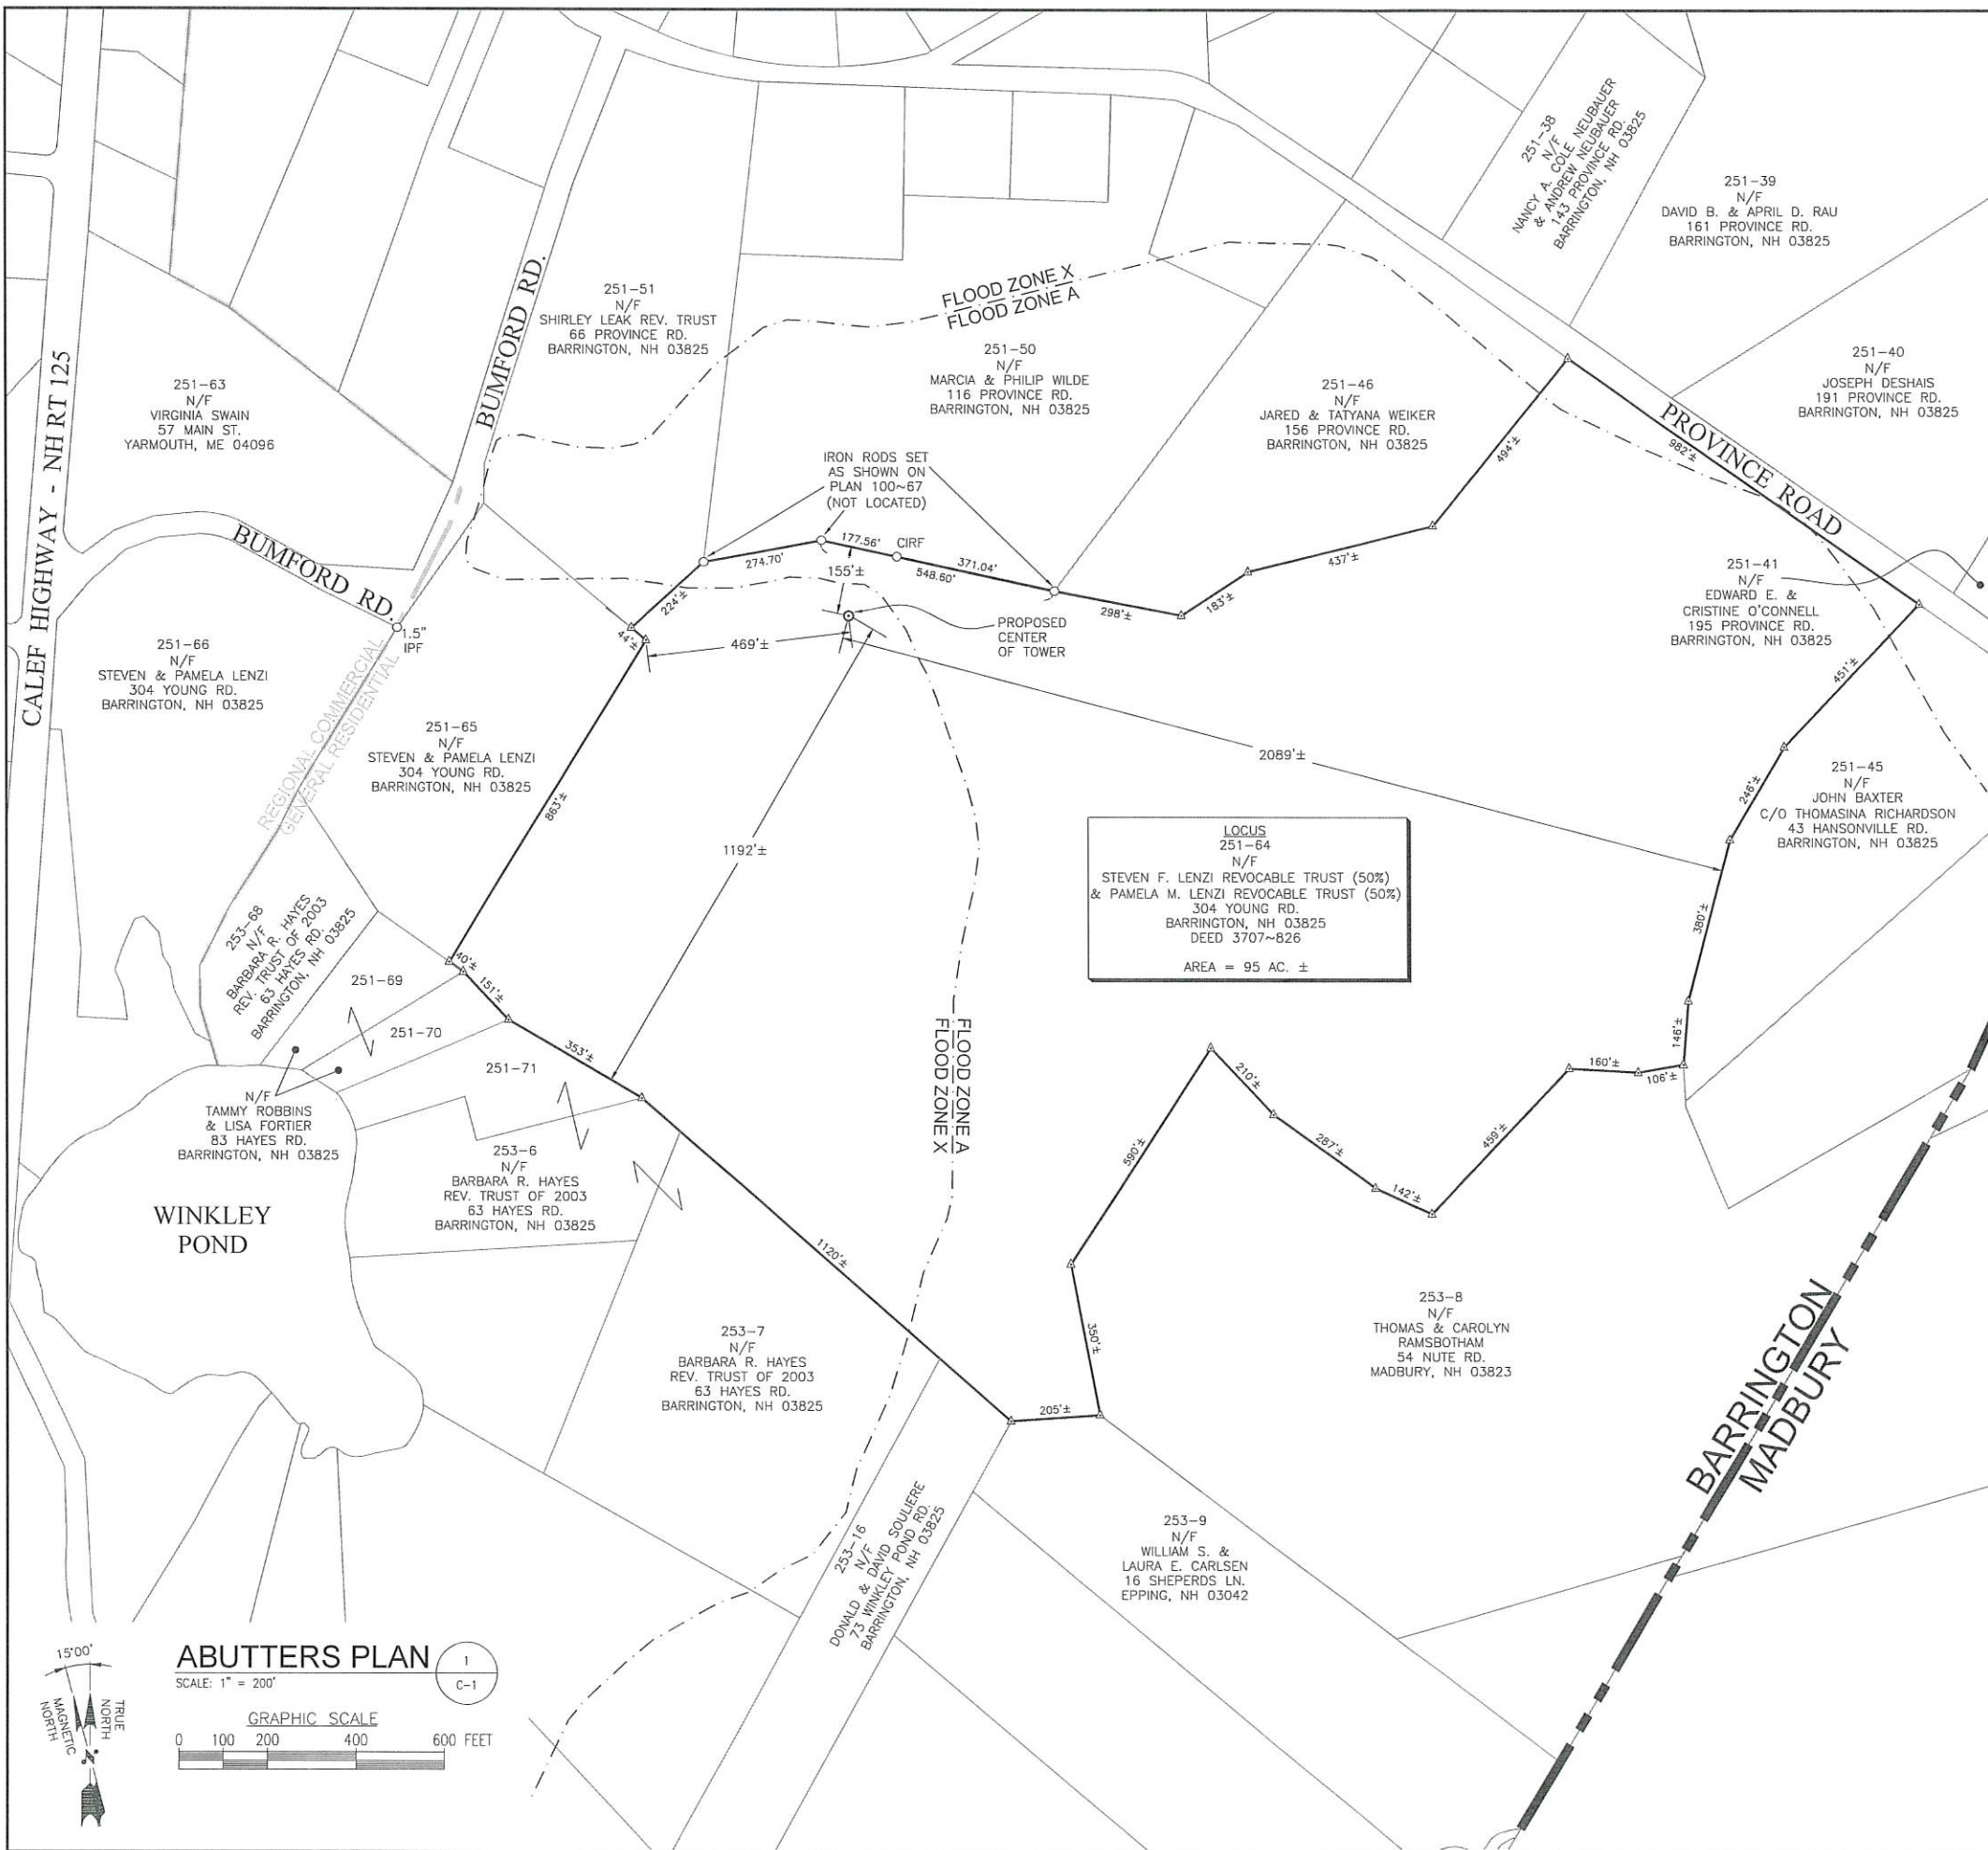 251-38
N/F
NANCY A. COLE NEUBAUER
& ANDREW NEUBAUER
143 PROVINCE RD.
BARRINGTON, NH 03825
251-39
N/F
DAVID B. & APRIL D. RAU
161 PROVINCE RD.
BARRINGTON, NH 03825
251-40
N/F
JOSEPH DESHAIS
191 PROVINCE RD.
BARRINGTON, NH 03825
CALEF HIGHWAY - NH RT 125
251-63
N/F
VIRGINIA SWAIN
57 MAIN ST.
YARMOUTH, ME 04096
BUMFORD RD.
251-51
N/F
SHIRLEY LEAK REV. TRUST
66 PROVINCE RD.
BARRINGTON, NH 03825
FLOOD ZONE X
FLOOD ZONE A
251-50
N/F
MARCIA & PHILIP WILDE
116 PROVINCE RD.
BARRINGTON, NH 03825
251-46
N/F
JARED & TATYANA WEIKER
156 PROVINCE RD.
BARRINGTON, NH 03825
494'±
PROVINCE ROAD
982'±
IRON RODS SET
AS SHOWN ON
PLAN 100~67
(NOT LOCATED)
177.56'
CIRF
274.70'
371.04'
548.60'
155'±
224'±
44'±
469'±
298'±
183'±
437'±
PROPOSED
CENTER
OF TOWER
BUMFORD RD.
1.5"
IPF
251-66
N/F
STEVEN & PAMELA LENZI
304 YOUNG RD.
BARRINGTON, NH 03825
REGIONAL COMMERCIAL
GENERAL RESIDENTIAL
251-65
N/F
STEVEN & PAMELA LENZI
304 YOUNG RD.
BARRINGTON, NH 03825
863'±
1192'±
2089'±
251-41
N/F
EDWARD E. &
CRISTINE O'CONNELL
195 PROVINCE RD.
BARRINGTON, NH 03825
451'±
246'±
251-45
N/F
JOHN BAXTER
C/O THOMASINA RICHARDSON
43 HANSONVILLE RD.
BARRINGTON, NH 03825
LOCUS
251-64
N/F
STEVEN F. LENZI REVOCABLE TRUST (50%)
& PAMELA M. LENZI REVOCABLE TRUST (50%)
304 YOUNG RD.
BARRINGTON, NH 03825
DEED 3707~826
AREA = 95 AC. ±
380'±
146'±
160'±
106'±
253-68
N/F
BARBARA R. HAYES
REV. TRUST OF 2003
63 HAYES RD.
BARRINGTON, NH 03825
251-69
40'±
151'±
251-70
353'±
251-71
FLOOD ZONE A
FLOOD ZONE X
210'±
287'±
142'±
459'±
590'±
N/F
TAMMY ROBBINS
& LISA FORTIER
83 HAYES RD.
BARRINGTON, NH 03825
253-6
N/F
BARBARA R. HAYES
REV. TRUST OF 2003
63 HAYES RD.
BARRINGTON, NH 03825
WINKLEY
POND
1120'±
350'±
205'±
253-7
N/F
BARBARA R. HAYES
REV. TRUST OF 2003
63 HAYES RD.
BARRINGTON, NH 03825
253-8
N/F
THOMAS & CAROLYN
RAMSBOTHAM
54 NUTE RD.
MADBURY, NH 03823
BARRINGTON
MADBURY
253-16
N/F
DONALD & DAVID SOULIERE
73 WINKLEY POND RD.
BARRINGTON, NH 03825
253-9
N/F
WILLIAM S. &
LAURA E. CARLSEN
16 SHEPERDS LN.
EPPING, NH 03042
15°00'
TRUE
NORTH
MAGNETIC
NORTH
ABUTTERS PLAN
1
C-1
SCALE: 1" = 200'
GRAPHIC SCALE
0 100 200 400 600 FEET